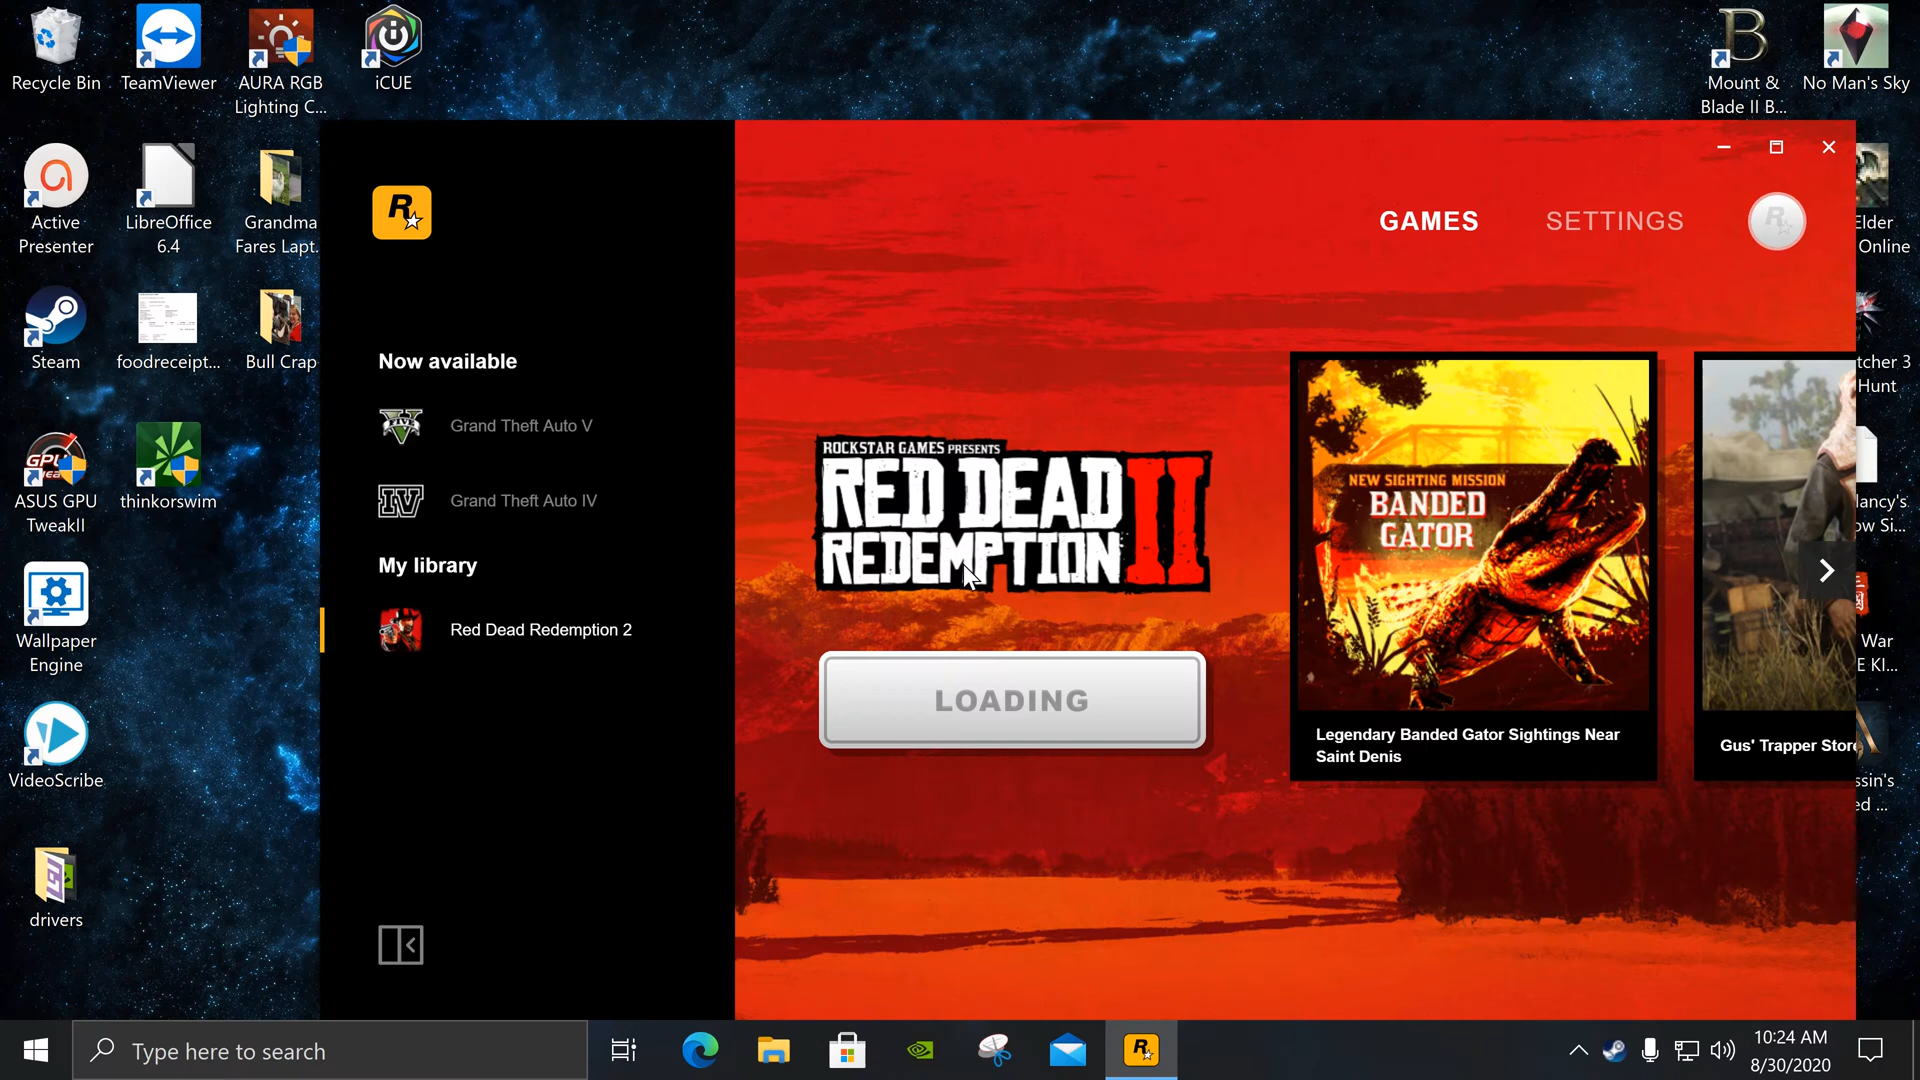 Recycle Bin
TeamViewer
AURA RGB
Lighting C...
iCUE
Mount &
Blade II B...
No Man's Sky
Active
Presenter
LibreOffice
6.4
Grandma
Fares Lapt...
Elder
Online
Steam
foodreceipt...
Bull Crap
tcher 3
Hunt
ASUS GPU
TweakII
thinkorswim
lancy's
ow Si...
Wallpaper
Engine
War
E KI...
VideoScribe
ssin's
ed ...
drivers
R
GAMES
SETTINGS
Now available
FIVE
Grand Theft Auto V
IV
Grand Theft Auto IV
My library
Red Dead Redemption 2
ROCKSTAR GAMES PRESENTS
RED DEAD
REDEMPTION II
LOADING
NEW SIGHTING MISSION
BANDED
GATOR
Legendary Banded Gator Sightings Near
Saint Denis
Gus' Trapper Store
Type here to search
10:24 AM
8/30/2020